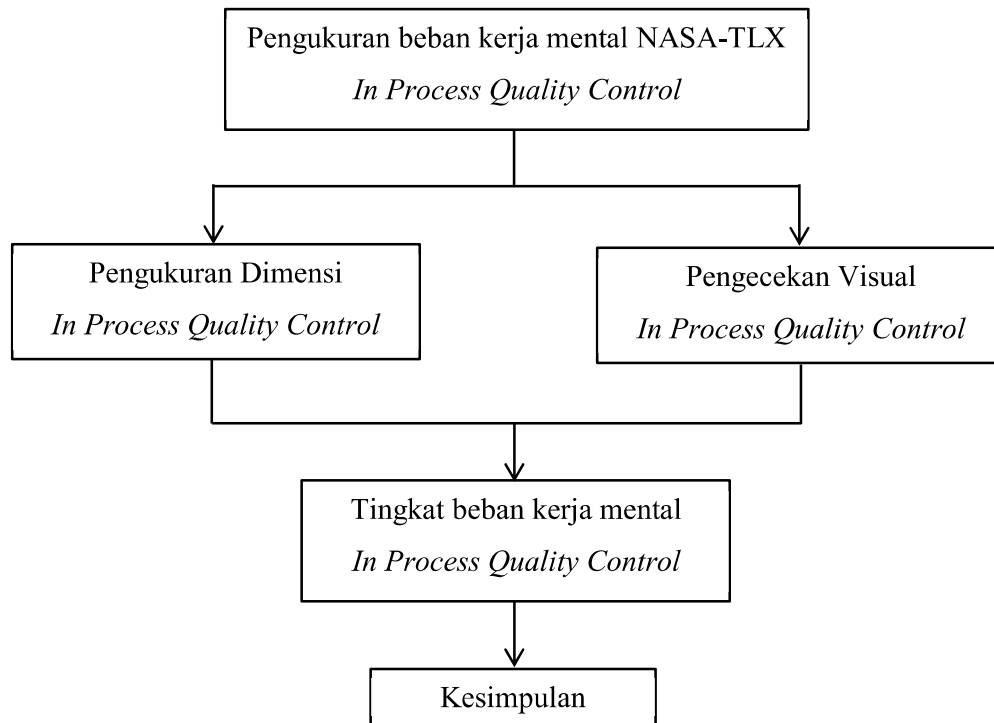 Pengukuran beban kerja mental NASA-TLX
In Process Quality Control
Pengukuran Dimensi
In Process Quality Control
Pengecekan Visual
In Process Quality Control
Tingkat beban kerja mental
In Process Quality Control
Kesimpulan